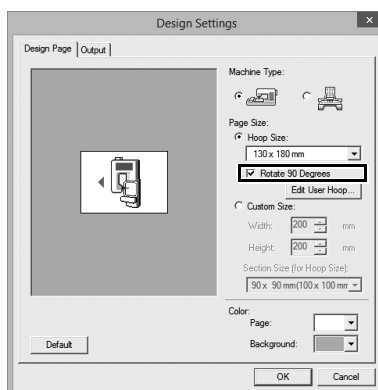 Design Settings
Design Page
Output
Machine Type:
Page Size:
Hoop Size:
130 x 180 mm
Rotate 90 Degrees
Edit User Hoop...
Custom Size:
Width: 200 mm
Height: 200 mm
Section Size (for Hoop Size):
90 x 90 mm(100 x 100 mm
Color:
Page:
Default
Background:
OK
Cancel